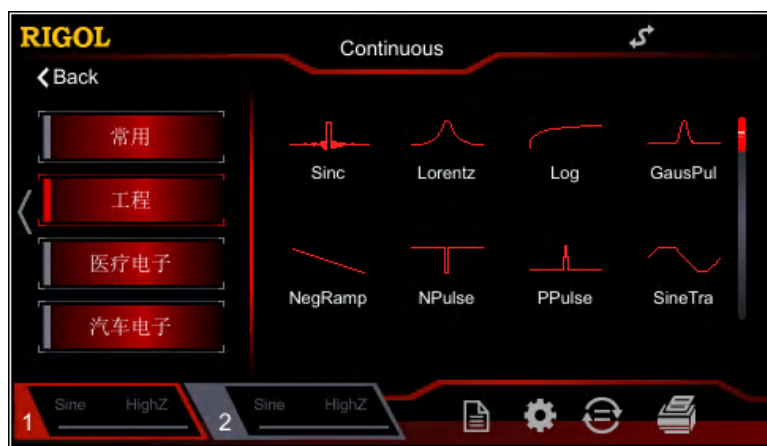 RIGOL
Continuous
Back
常用
工程
医疗电子
汽车电子
Sinc Lorentz Log GausPul
NegRamp NPulse PPulse SineTra
1 Sine HighZ 2 Sine HighZ